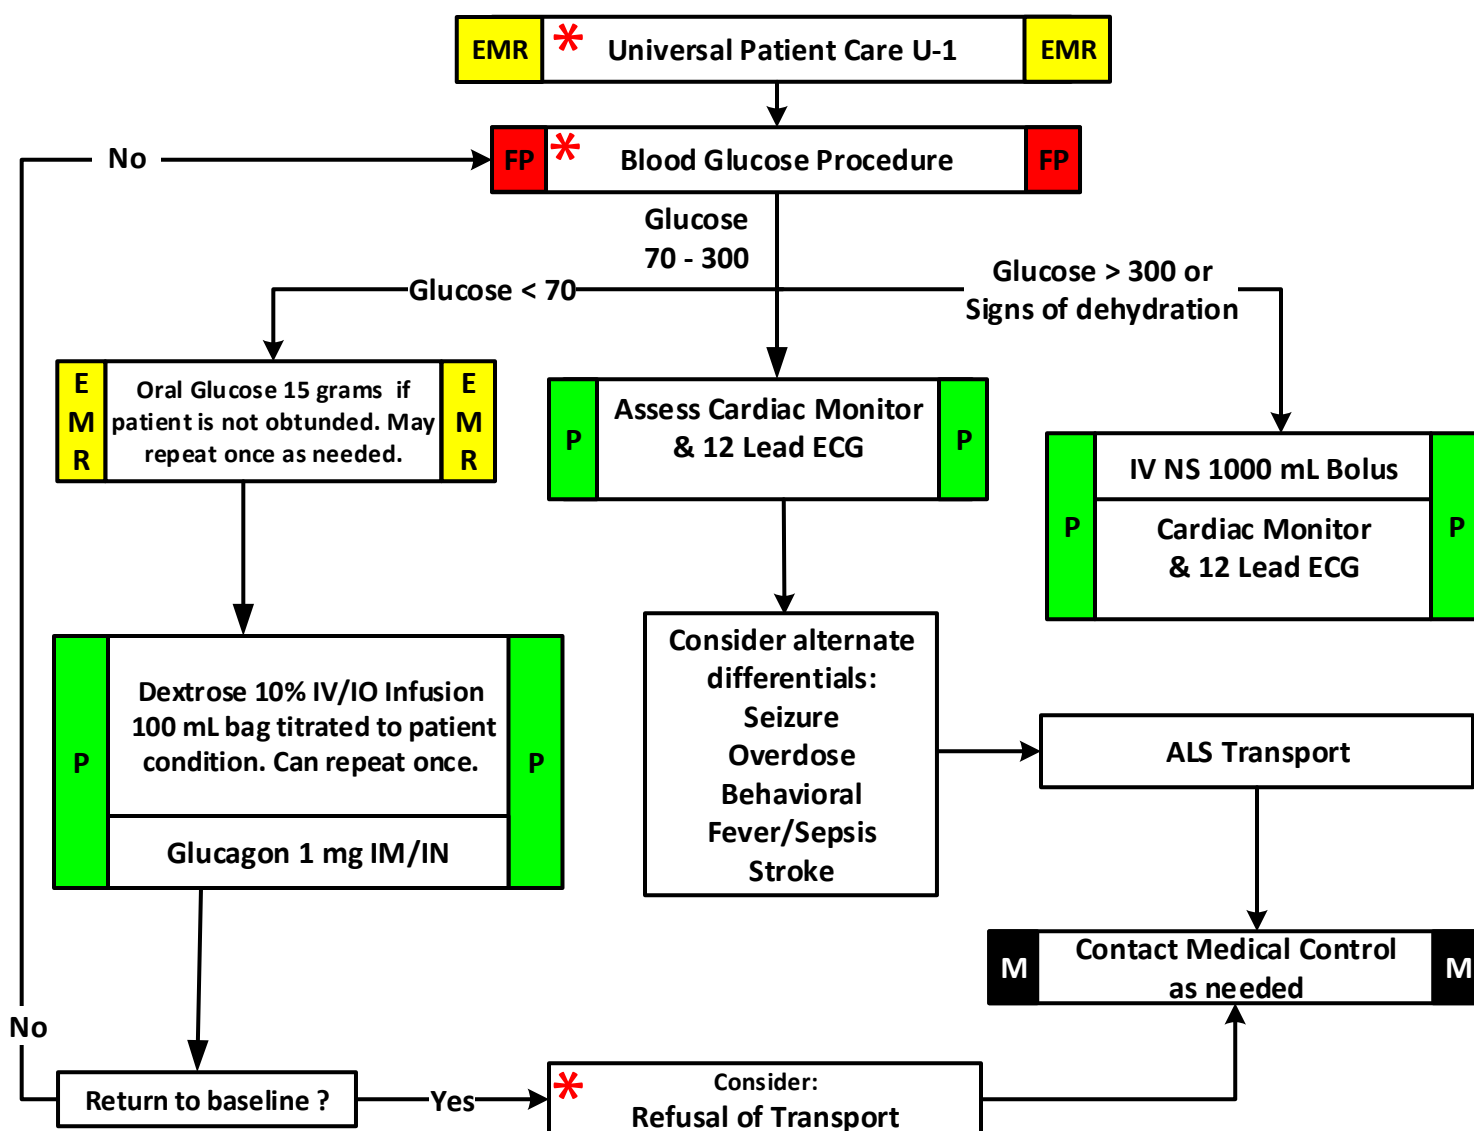 EMR * Universal Patient Care U-1 EMR
No
FP * Blood Glucose Procedure FP
Glucose
70 - 300
Glucose < 70
Glucose > 300 or
Signs of dehydration
E
M
R
Oral Glucose 15 grams if
patient is not obtunded. May
repeat once as needed.
E
M
R
P
Assess Cardiac Monitor
& 12 Lead ECG
P
P
IV NS 1000 mL Bolus
Cardiac Monitor
& 12 Lead ECG
P
P
Dextrose 10% IV/IO Infusion
100 mL bag titrated to patient
condition. Can repeat once.
Glucagon 1 mg IM/IN
P
Consider alternate
differentials:
Seizure
Overdose
Behavioral
Fever/Sepsis
Stroke
ALS Transport
M
Contact Medical Control
as needed
M
No
Return to baseline ?
Yes
* Consider:
Refusal of Transport